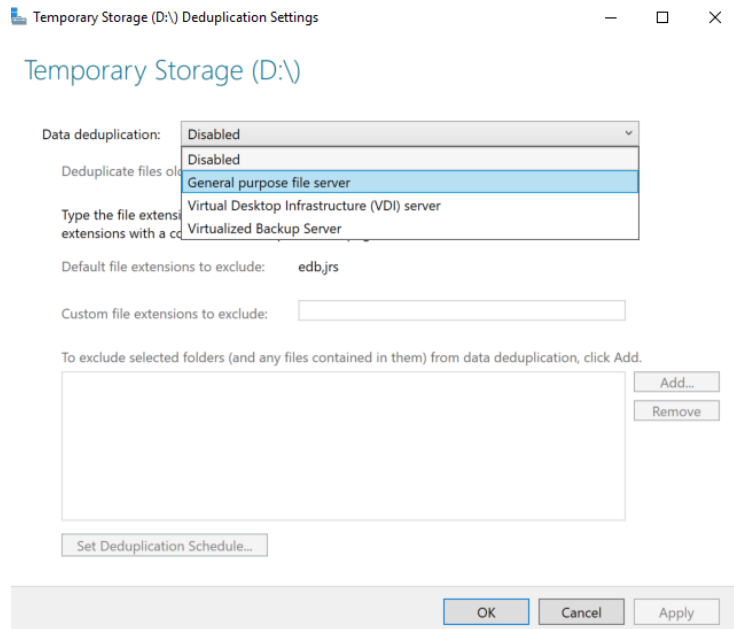 Temporary Storage (D:\) Deduplication Settings
Temporary Storage (D:\)
Data deduplication:
Disabled
Disabled
Deduplicate files
General purpose file server
Type the file
Virtual Desktop Infrastructure (VDI) server
extensions with a
Virtualized Backup Server
Default file extensions to exclude:
edb,jrs
Custom file extensions to exclude:
To exclude selected folders (and any files contained in them) from data deduplication, click Add.
Add...
Remove
Set Deduplication Schedule...
OK
Cancel
Apply